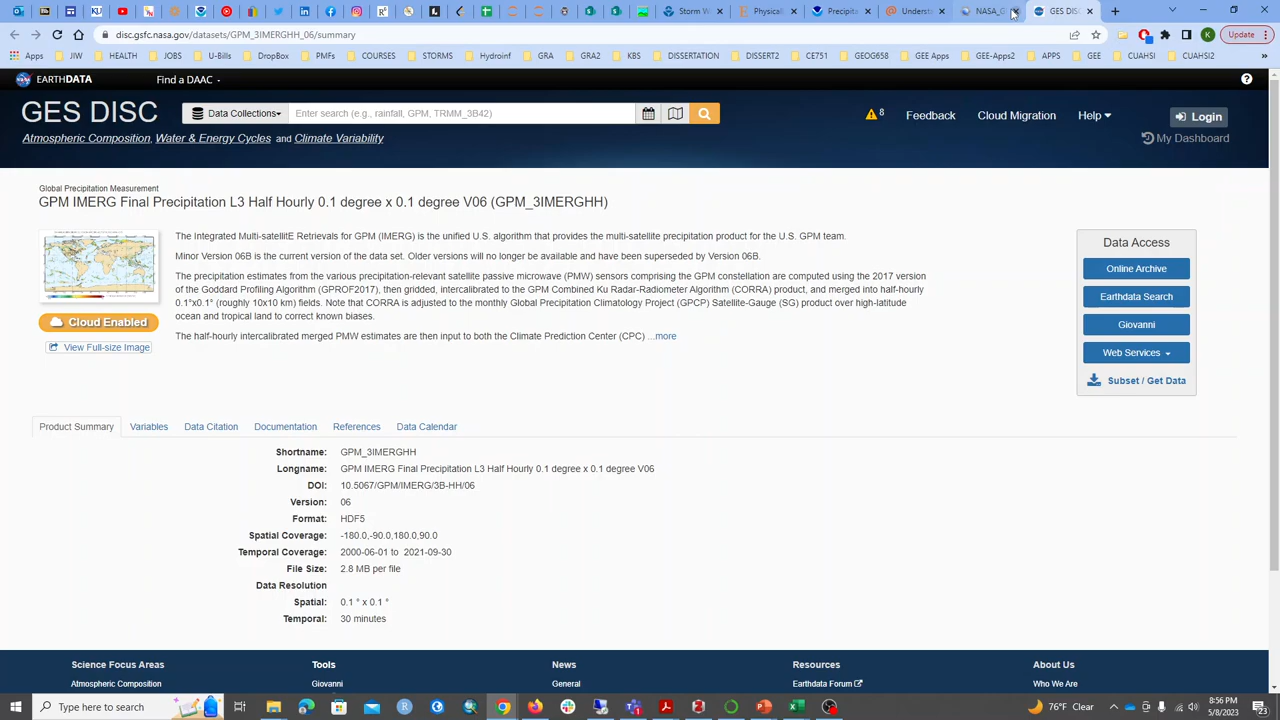 Storm W
Physical
Precipita
Underst
NASA_G
GES DISC
disc.gsfc.nasa.gov/datasets/GPM_3IMERGHH_06/summary
Update
Apps JIW HEALTH JOBS U-Bills DropBox PMFs COURSES STORMS Hydroinf GRA GRA2 KBS DISSERTATION DISSERT2 CE751 GEOG658 GEE Apps GEE-Apps2 APPS GEE CUAHSI CUAHSI2
EARTHDATA Find a DAAC
GES DISC
Data Collections Enter search (e.g., rainfall, GPM, TRMM_3B42)
8 Feedback Cloud Migration Help Login
Atmospheric Composition, Water & Energy Cycles and Climate Variability
My Dashboard
Global Precipitation Measurement
GPM IMERG Final Precipitation L3 Half Hourly 0.1 degree x 0.1 degree V06 (GPM_3IMERGHH)
The Integrated Multi-satellitE Retrievals for GPM (IMERG) is the unified U.S. algorithm that provides the multi-satellite precipitation product for the U.S. GPM team.
Minor Version 06B is the current version of the data set. Older versions will no longer be available and have been superseded by Version 06B.
The precipitation estimates from the various precipitation-relevant satellite passive microwave (PMW) sensors comprising the GPM constellation are computed using the 2017 version
of the Goddard Profiling Algorithm (GPROF2017), then gridded, intercalibrated to the GPM Combined Ku Radar-Radiometer Algorithm (CORRA) product, and merged into half-hourly
0.1°x0.1° (roughly 10x10 km) fields. Note that CORRA is adjusted to the monthly Global Precipitation Climatology Project (GPCP) Satellite-Gauge (SG) product over high-latitude
ocean and tropical land to correct known biases.
The half-hourly intercalibrated merged PMW estimates are then input to both the Climate Prediction Center (CPC) ...more
Cloud Enabled
View Full-size Image
Data Access
Online Archive
Earthdata Search
Giovanni
Web Services
Subset / Get Data
Product Summary Variables Data Citation Documentation References Data Calendar
Shortname: GPM_3IMERGHH
Longname: GPM IMERG Final Precipitation L3 Half Hourly 0.1 degree x 0.1 degree V06
DOI: 10.5067/GPM/IMERG/3B-HH/06
Version: 06
Format: HDF5
Spatial Coverage: -180.0,-90.0,180.0,90.0
Temporal Coverage: 2000-06-01 to 2021-09-30
File Size: 2.8 MB per file
Data Resolution
Spatial: 0.1 ° x 0.1 °
Temporal: 30 minutes
Science Focus Areas Tools News Resources About Us
Atmospheric Composition Giovanni General Earthdata Forum Who We Are
Type here to search
76°F Clear
8:56 PM
5/8/2023
23